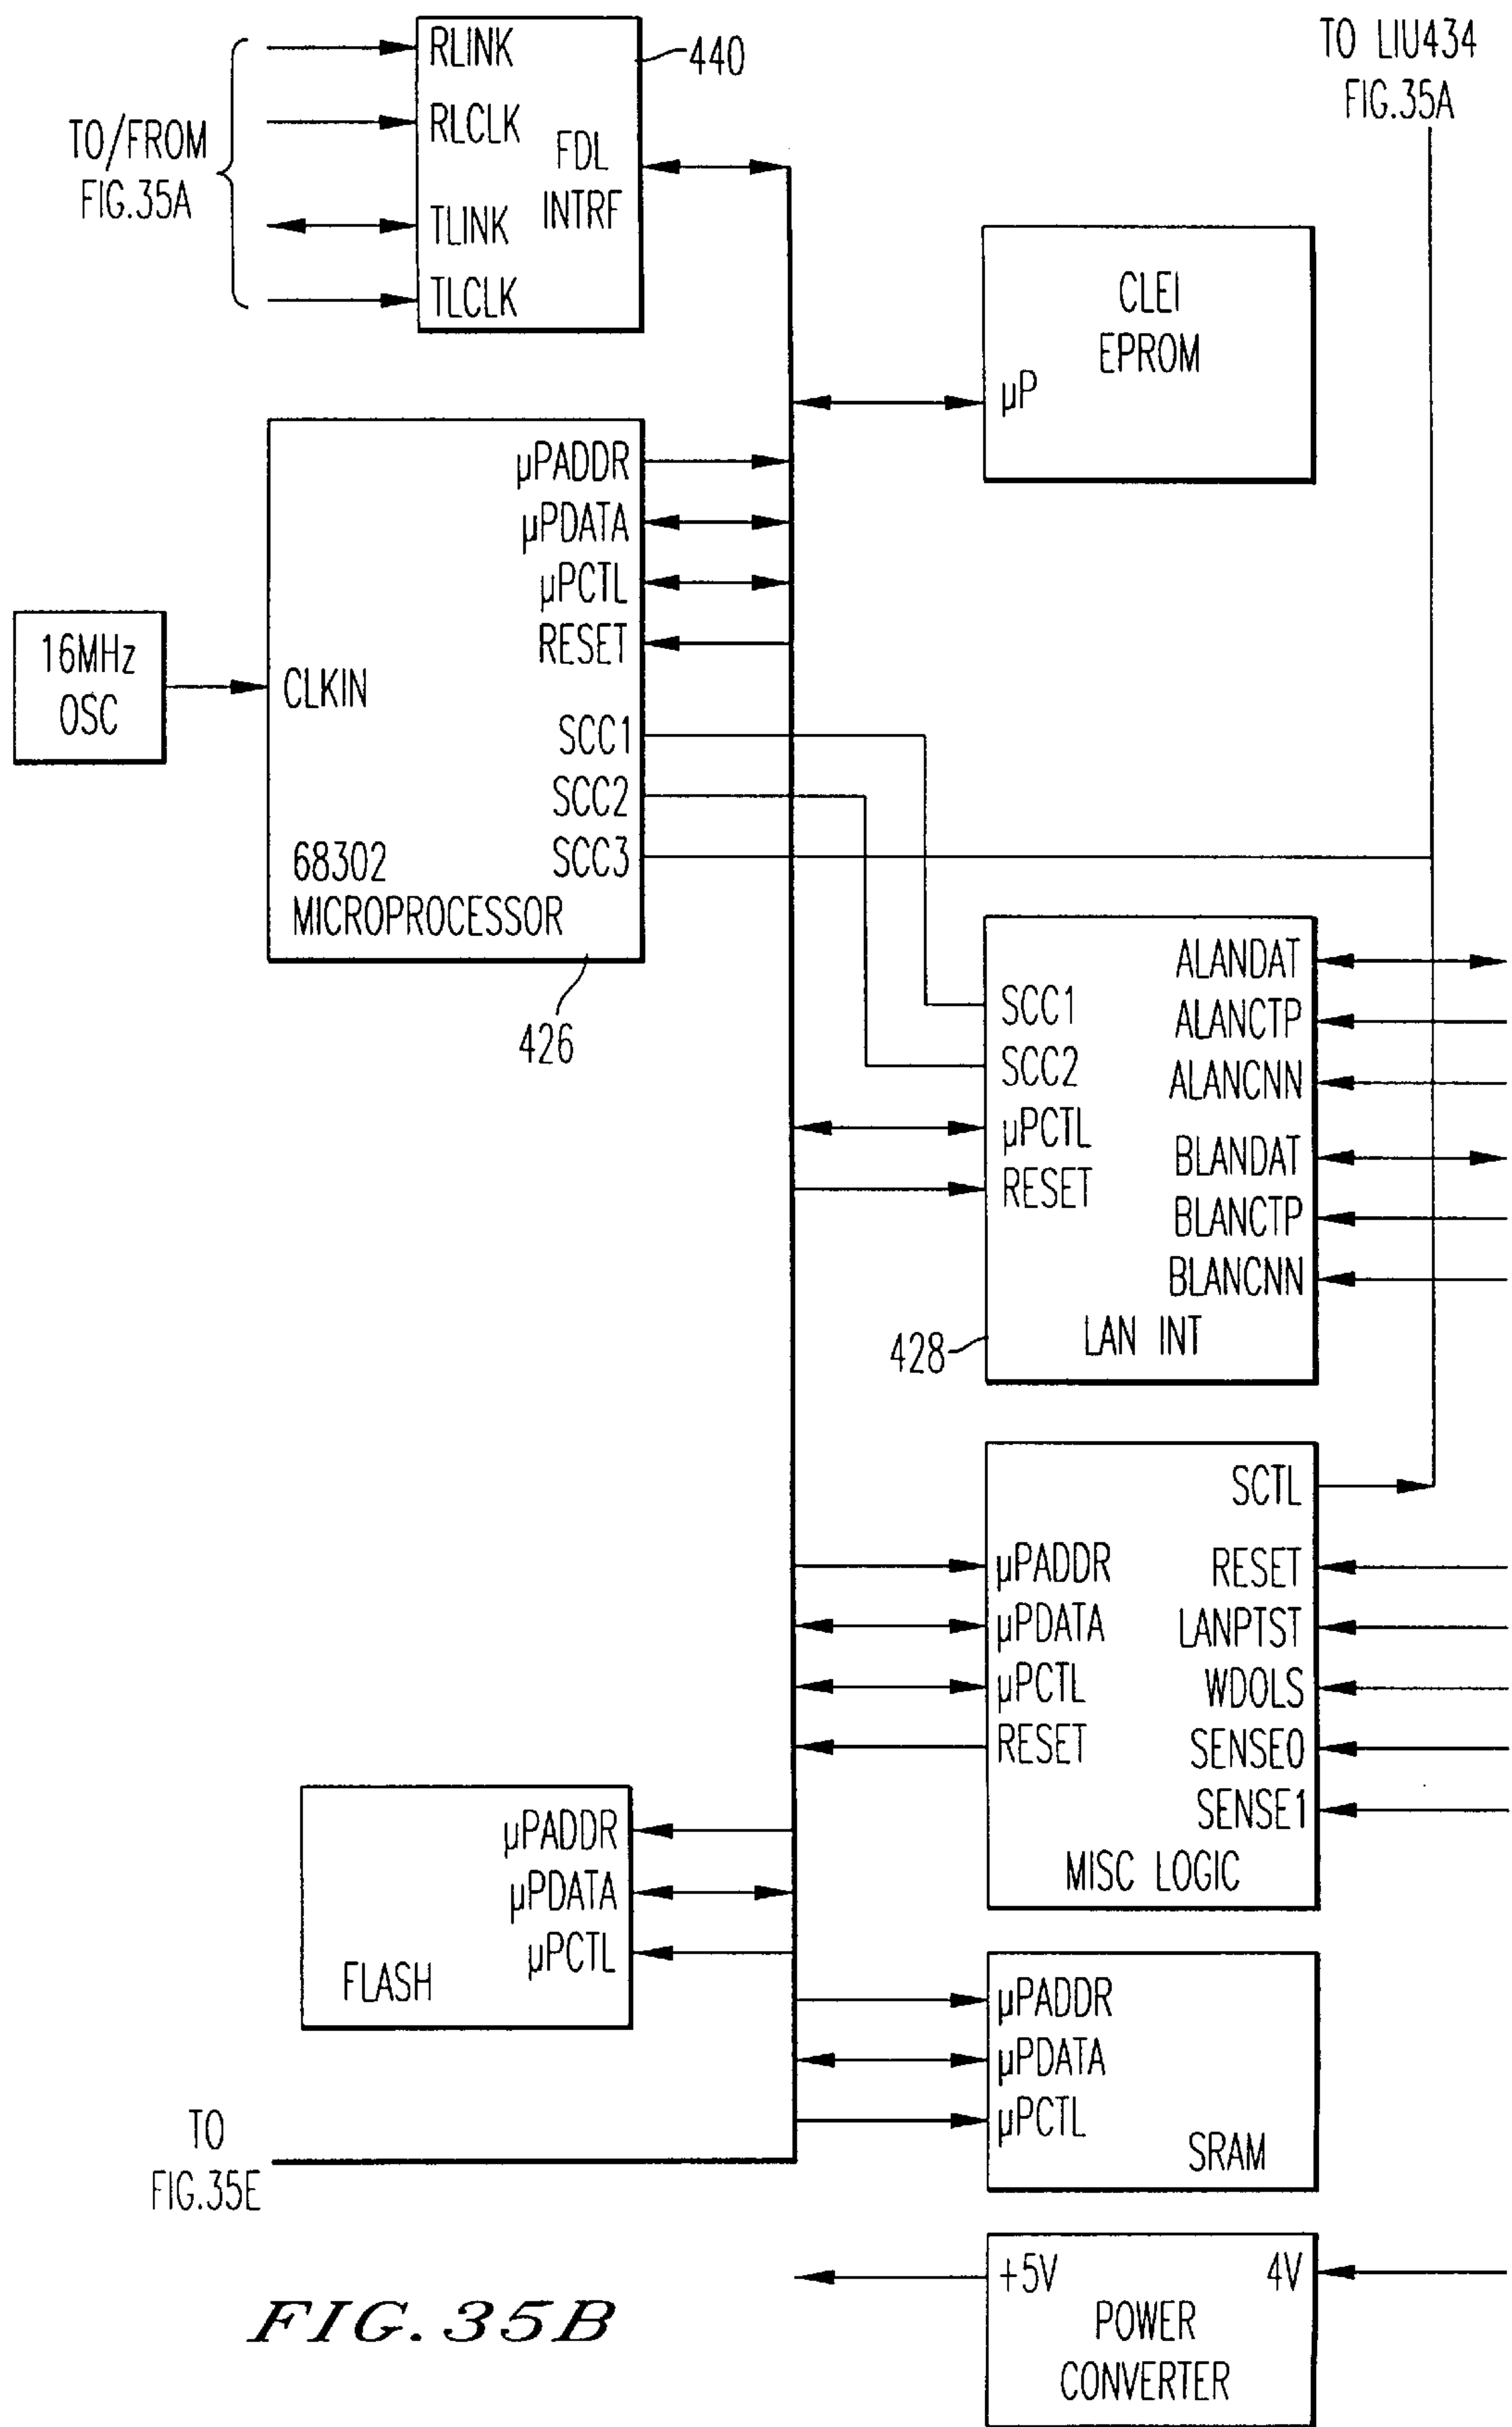 RLINK
RLCLK
FDL
INTRF
TLINK
TLCLK
440
TO/FROM
FIG.35A
TO LIU434
FIG.35A
CLEI
EPROM
µP
16MHz
OSC
CLKIN
µPADDR
µPDATA
µPCTL
RESET
SCC1
SCC2
SCC3
68302
MICROPROCESSOR
426
SCC1
SCC2
µPCTL
RESET
ALANDAT
ALANCTP
ALANCNN
BLANDAT
BLANCTP
BLANCNN
LAN INT
428
SCTL
µPADDR
µPDATA
µPCTL
RESET
RESET
LANPTST
WDOLS
SENSE0
SENSE1
MISC LOGIC
µPADDR
µPDATA
µPCTL
FLASH
µPADDR
µPDATA
µPCTL
SRAM
TO
FIG.35E
+5V
4V
POWER
CONVERTER
FIG.35B